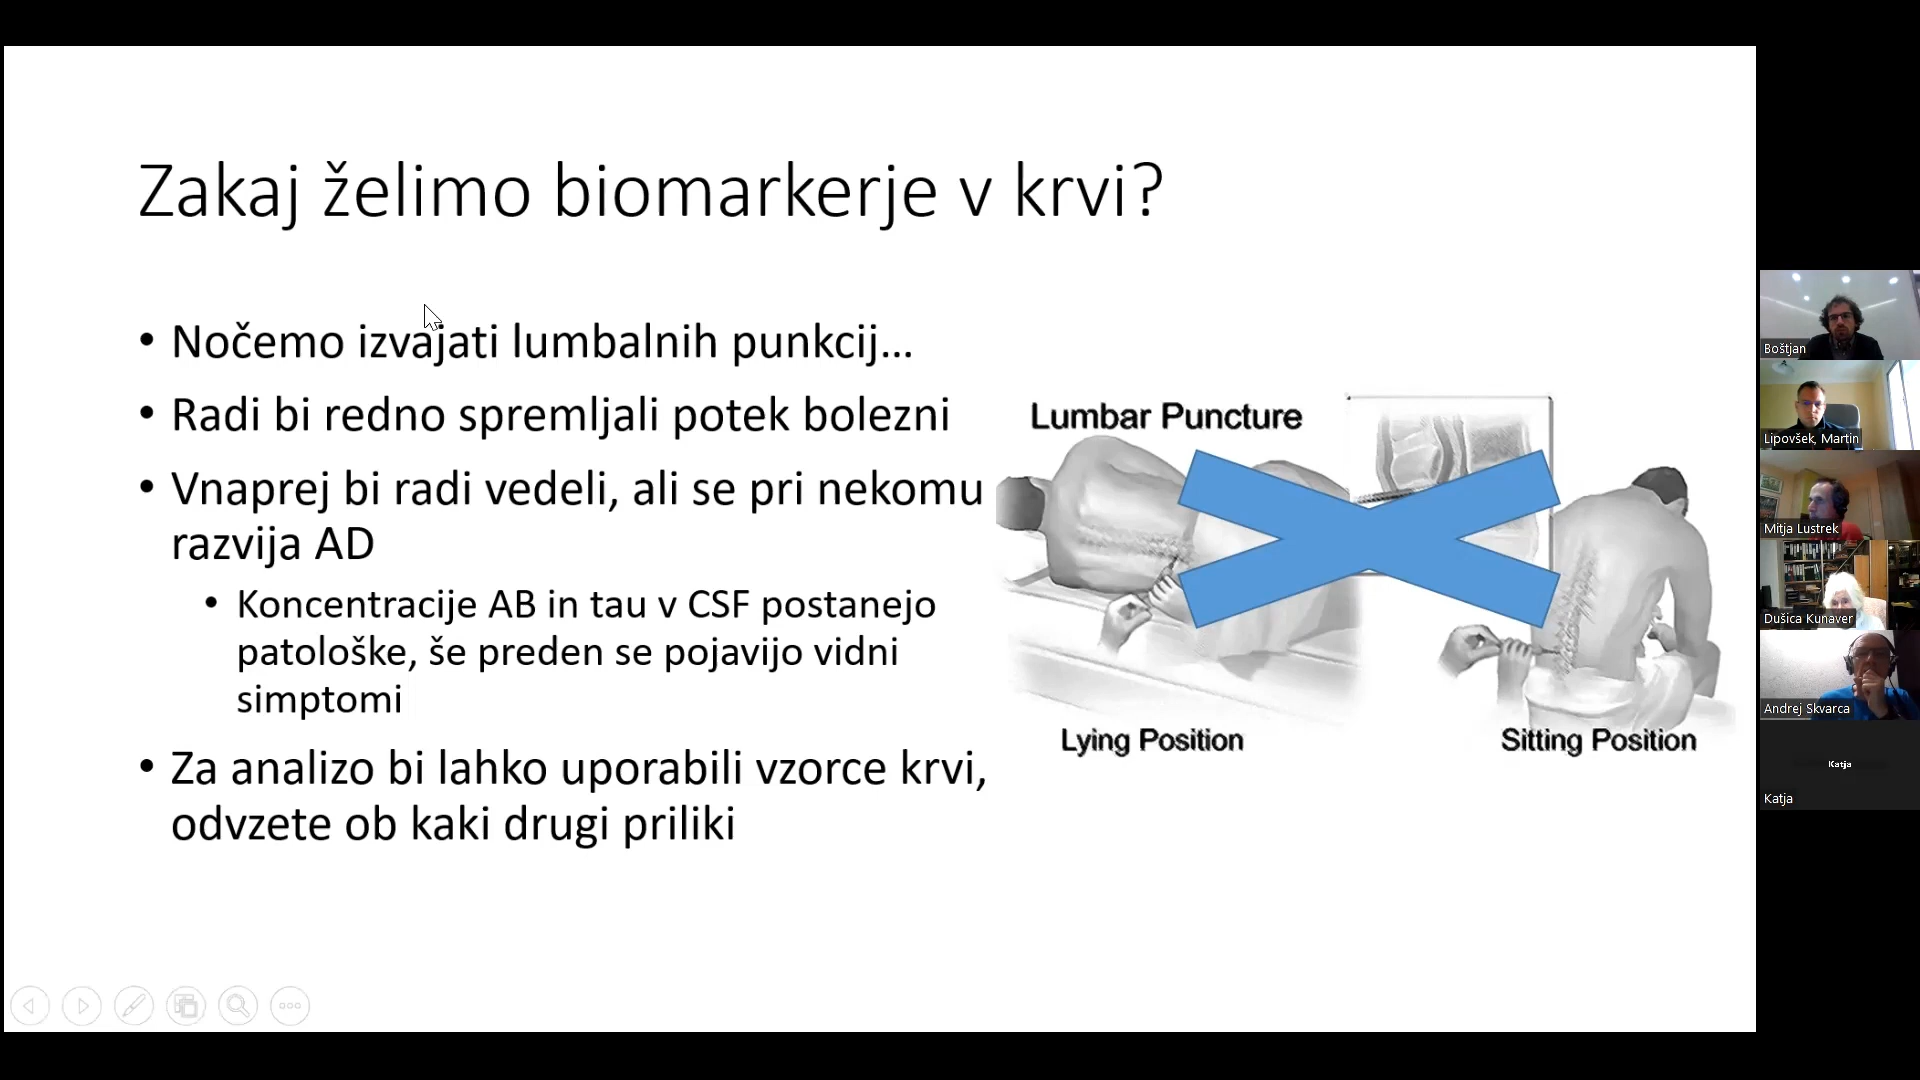 Zakaj želimo biomarkerje v krvi?
• Nočemo izvajati lumbalnih punkcij...
• Radi bi redno spremljali potek bolezni
• Vnaprej bi radi vedeli, ali se pri nekomu
razvija AD
• Koncentracije AB in tau v CSF postanejo
patološke, še preden se pojavijo vidni
simptomi
• Za analizo bi lahko uporabili vzorce krvi,
odvzete ob kaki drugi priliki
Lumbar Puncture
Lying Position
Sitting Position
Boštjan
Lipovšek, Martin
Mitja Lustrek
Dušica Kunaver
Andrej Skvarca
Katja
Katja